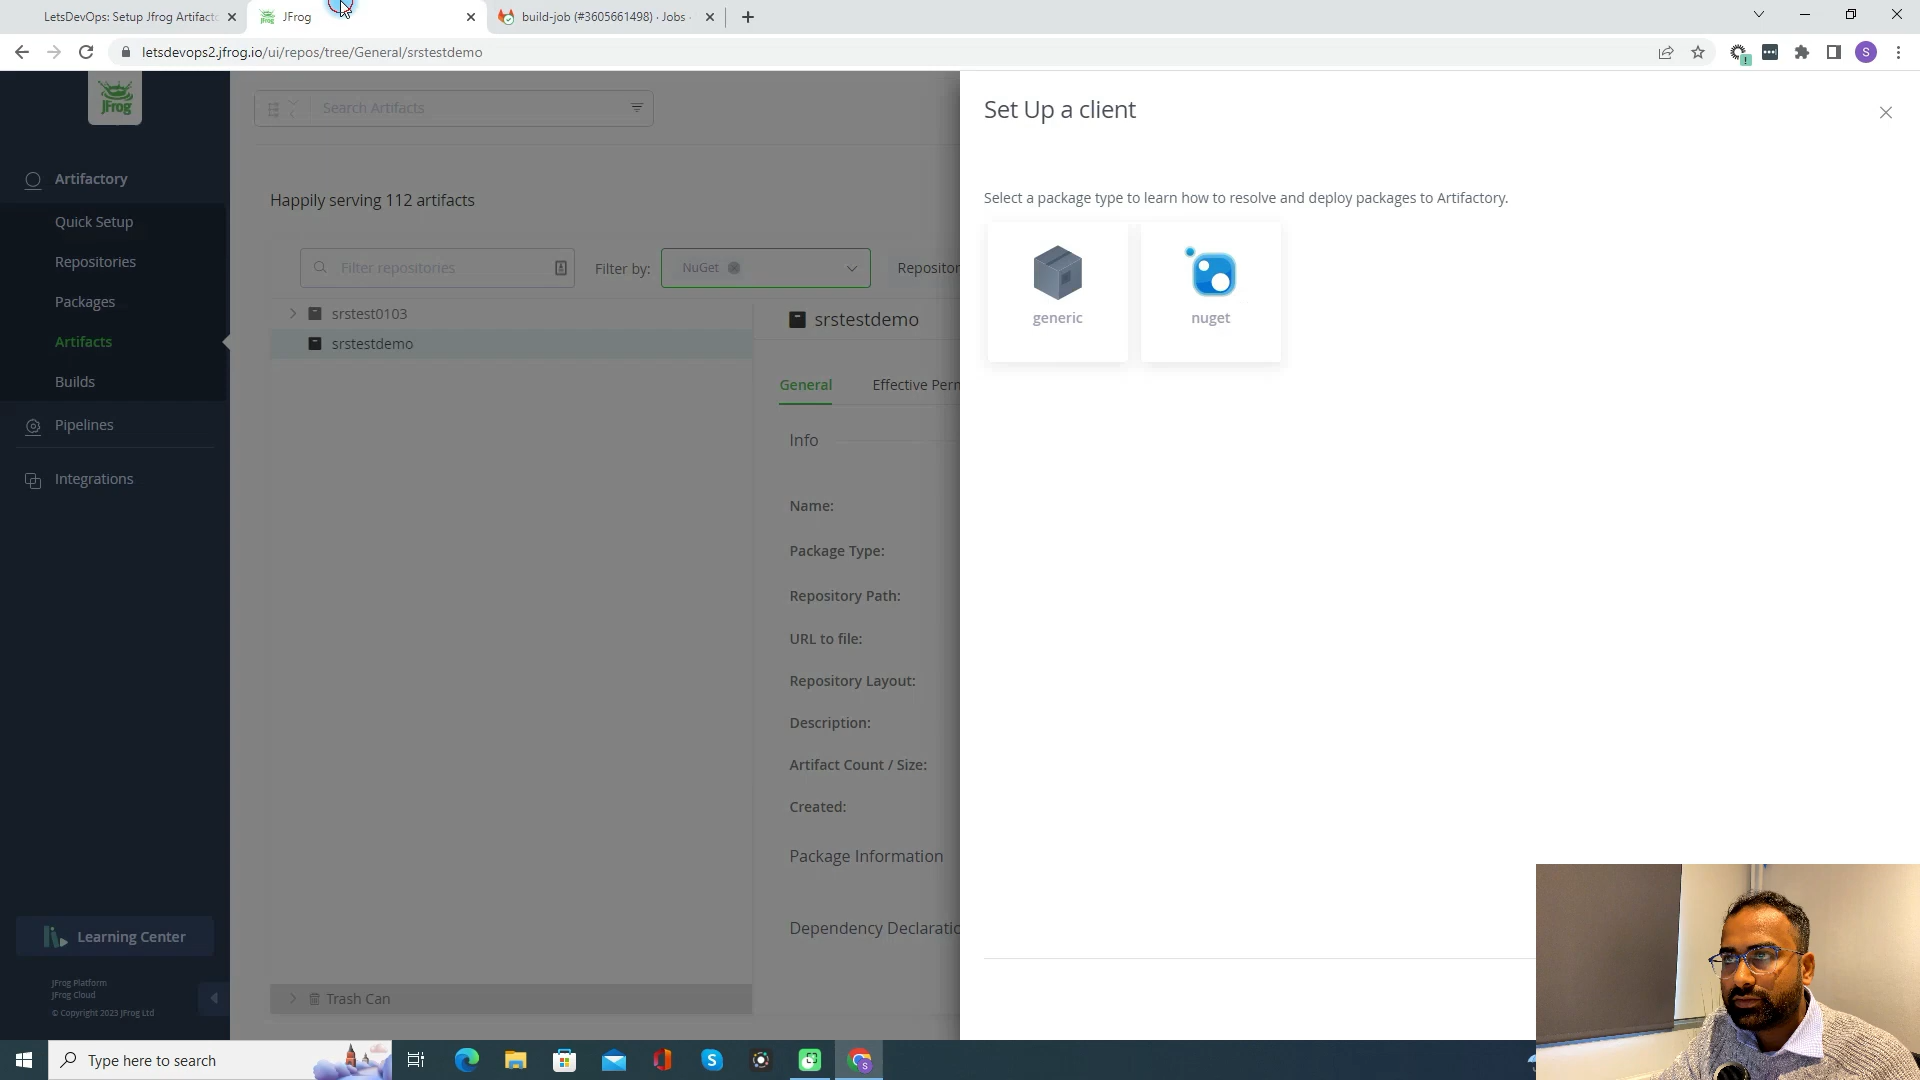 LetsDevOps: Setup Jfrog Artifact
JFrog
build-job (#3605661498) · Jobs ·
letsdevops2.jfrog.io/ui/repos/tree/General/srstestdemo
S
JFrog
Artifactory
Quick Setup
Repositories
Packages
Artifacts
Builds
Pipelines
Integrations
Learning Center
JFrog Platform
JFrog Cloud
© Copyright 2023 JFrog Ltd
Search Artifacts
Happily serving 112 artifacts
Filter repositories
Filter by:
NuGet
Repositor
srstest0103
srstestdemo
Trash Can
srstestdemo
General
Effective Perm
Info
Name:
Package Type:
Repository Path:
URL to file:
Repository Layout:
Description:
Artifact Count / Size:
Created:
Package Information
Dependency Declaratio
Set Up a client
Select a package type to learn how to resolve and deploy packages to Artifactory.
generic
nuget
Type here to search